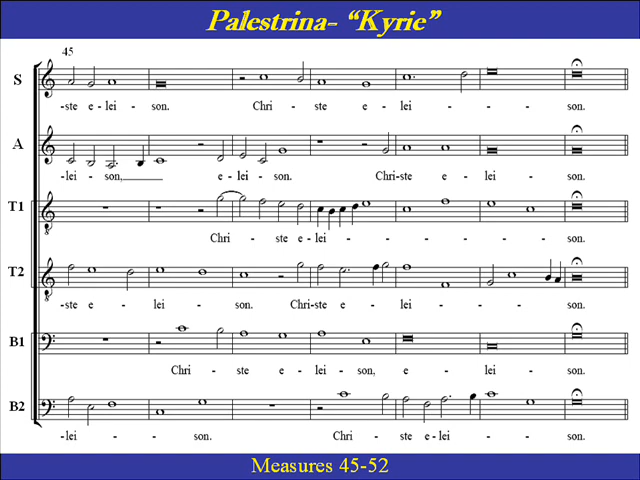 Palestrina- “Kyrie”
45
S
-ste e - lei - son. Chri - ste e - lei - son.
A
-lei - son, e - lei - son. Chri-ste e - lei - son.
T1
Chri - ste e - lei - - - - - - son.
T2
-ste e - lei - son. Chri-ste e - lei - - - son.
B1
Chri - ste e - lei - son, e - lei - son.
B2
-lei - son. Chri - ste e - lei - son.
Measures 45-52